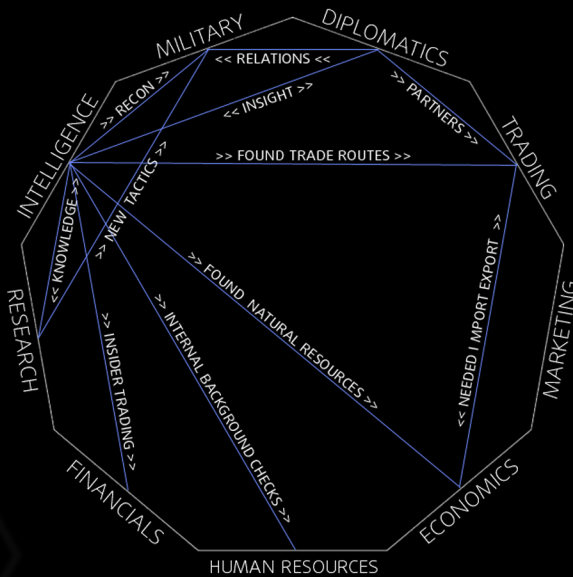 MILITARY
DIPLOMATICS
<< RELATIONS <<
>> RECON >>
<< INSIGHT >>
>> PARTNERS >>
INTELLIGENCE
TRADING
>> FOUND TRADE ROUTES >>
<< KNOWLEDGE >>
>> NEW TACTICS >>
>> FOUND NATURAL RESOURCES >>
<< NEEDED I MPORT EXPORT >>
RESEARCH
MARKETING
>> INSIDER TRADING >>
>> INTERNAL BACKGROUND CHECKS >>
FINANCIALS
ECONOMICS
HUMAN RESOURCES